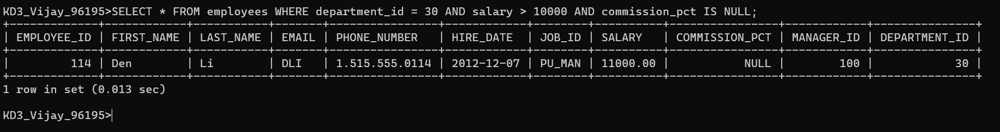 KD3_Vijay_96195>SELECT * FROM employees WHERE department_id = 30 AND salary > 10000 AND commission_pct IS NULL;
+-------------+------------+-----------+-------+----------------+------------+--------+----------+----------------+------------+---------------+
| EMPLOYEE_ID | FIRST_NAME | LAST_NAME | EMAIL | PHONE_NUMBER   | HIRE_DATE  | JOB_ID | SALARY   | COMMISSION_PCT | MANAGER_ID | DEPARTMENT_ID |
+-------------+------------+-----------+-------+----------------+------------+--------+----------+----------------+------------+---------------+
|         114 | Den        | Li        | DLI   | 1.515.555.0114 | 2012-12-07 | PU_MAN | 11000.00 |           NULL |        100 |            30 |
+-------------+------------+-----------+-------+----------------+------------+--------+----------+----------------+------------+---------------+
1 row in set (0.013 sec)
KD3_Vijay_96195>